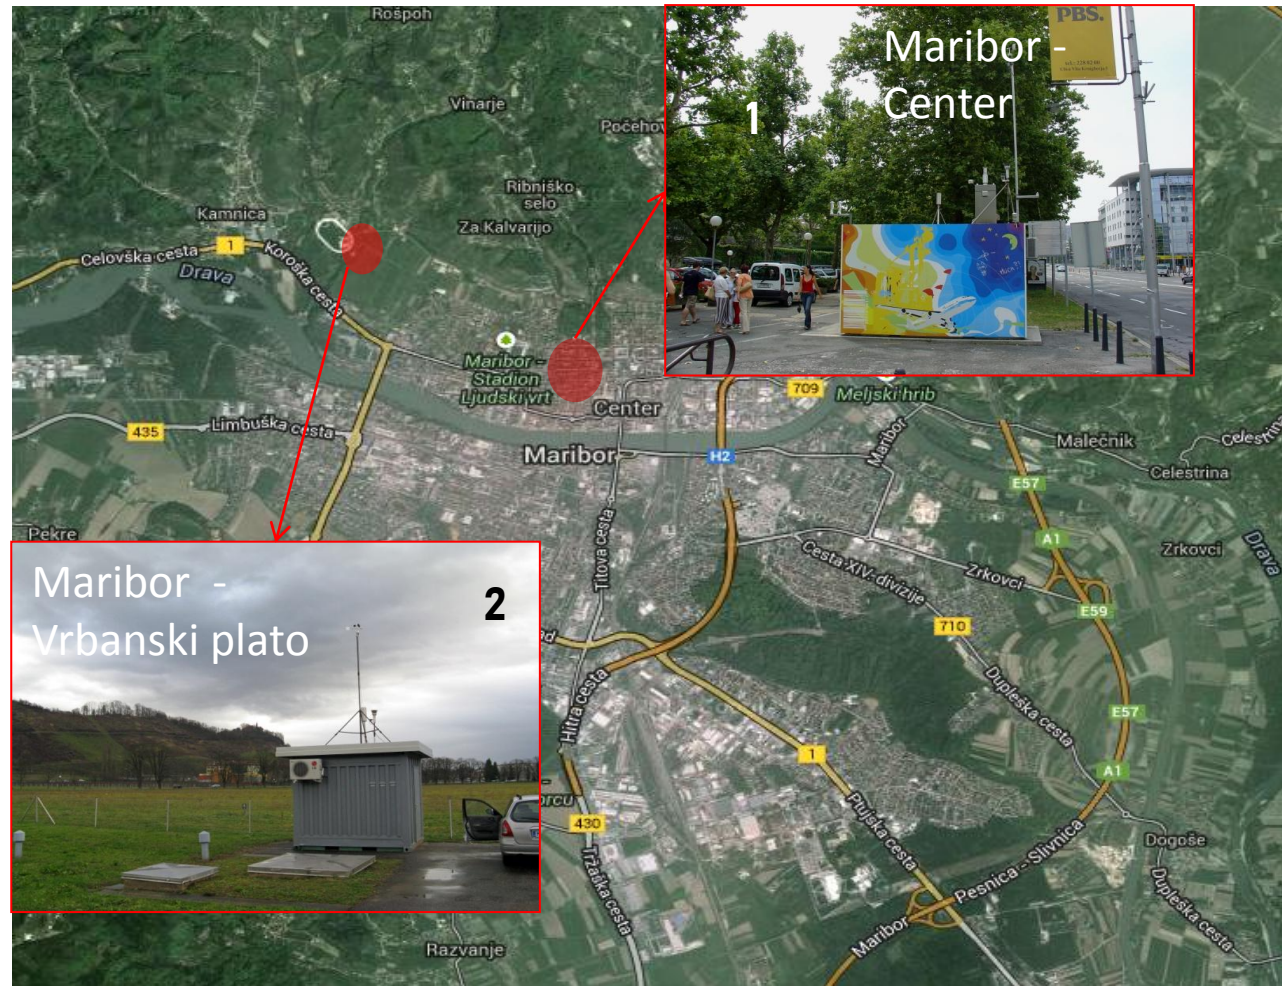 Rošpoh
Vinarje
Počehov
Ribniško
selo
Za Kalvarijo
Kamnica
1
Celovška cesta
Koroška cesta
Drava
Maribor -
Center
1
PBS.
Maribor -
Stadion
Ljudski vrt
Center
709
Meljski hrib
435
Limbuška cesta
Maribor
H2
Maribor
Malečnik
Celestrin
Celestrina
E57
A1
Pekre
Titova cesta
Cesta XIV. divizije
Zrkovci
Zrkovci
Drava
E59
710
Maribor -
Vrbanski plato
2
Hitra cesta
Dupleška cesta
E57
1
A1
Ptujska cesta
430
Tržaška cesta
Dogoše
Pesnica - Slivnica
Maribor
Dupleška cesta
Razvanje